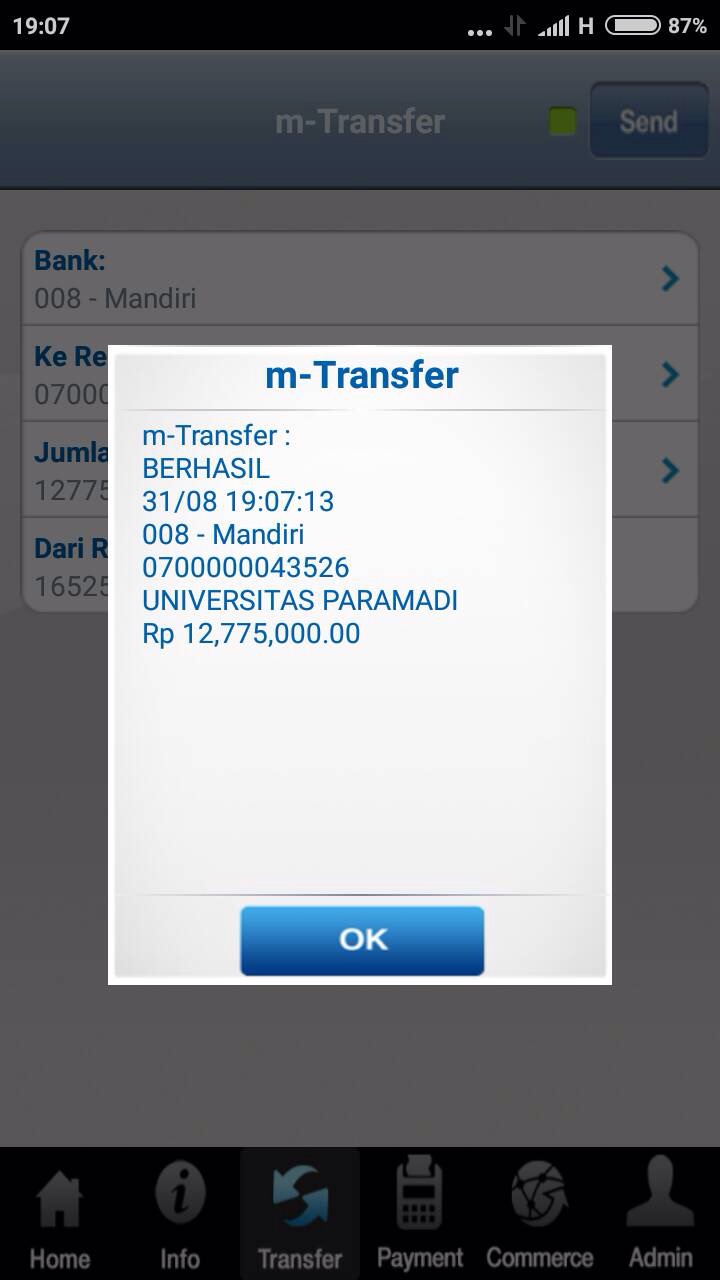 19:07
H
87%
m-Transfer
Send
Bank:
008 - Mandiri
Ke Re
0700
m-Transfer
m-Transfer :
BERHASIL
31/08 19:07:13
008 - Mandiri
0700000043526
UNIVERSITAS PARAMADI
Rp 12,775,000.00
Jumla
12775
Dari R
16525
OK
Home
Info
Transfer
Payment
Commerce
Admin